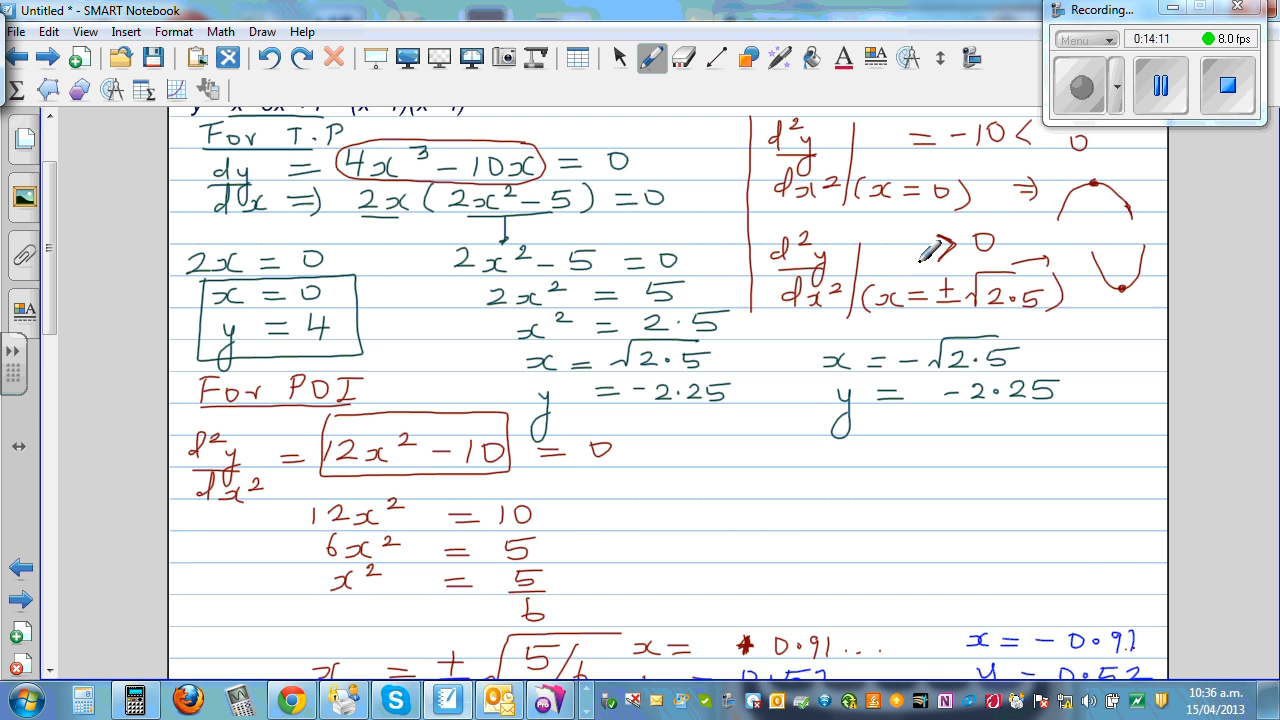 Untitled * - SMART Notebook
File Edit View Insert Format Math Draw Help
Recording...
Menu 0:14:11 8.0 fps
For T.P
dy/dx = 4x³ - 10x = 0
⇒ 2x(2x² - 5) = 0
2x = 0
x = 0
y = 4
2x² - 5 = 0
2x² = 5
x² = 2.5
x = √2.5
y = -2.25
x = -√2.5
y = -2.25
d²y/dx² | (x = 0) = -10 < 0 ⇒
d²y/dx² | (x = ±√2.5) > 0
For POI
d²y/dx² = 12x² - 10 = 0
12x² = 10
6x² = 5
x² = 5/6
x = ±√5/6
x = 0.91...
x = -0.91
10:36 a.m.
15/04/2013